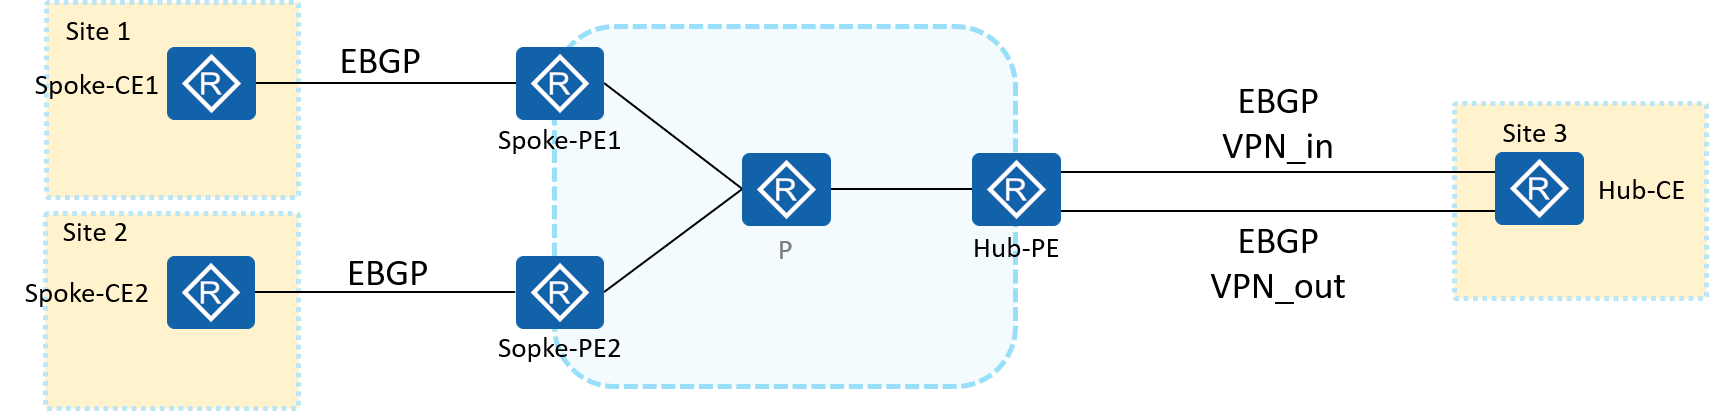 Site 1
Spoke-CE1
R
EBGP
R
Spoke-PE1
Site 2
Spoke-CE2
R
EBGP
R
Sopke-PE2
R
P
R
Hub-PE
EBGP
VPN_in
EBGP
VPN_out
Site 3
R
Hub-CE